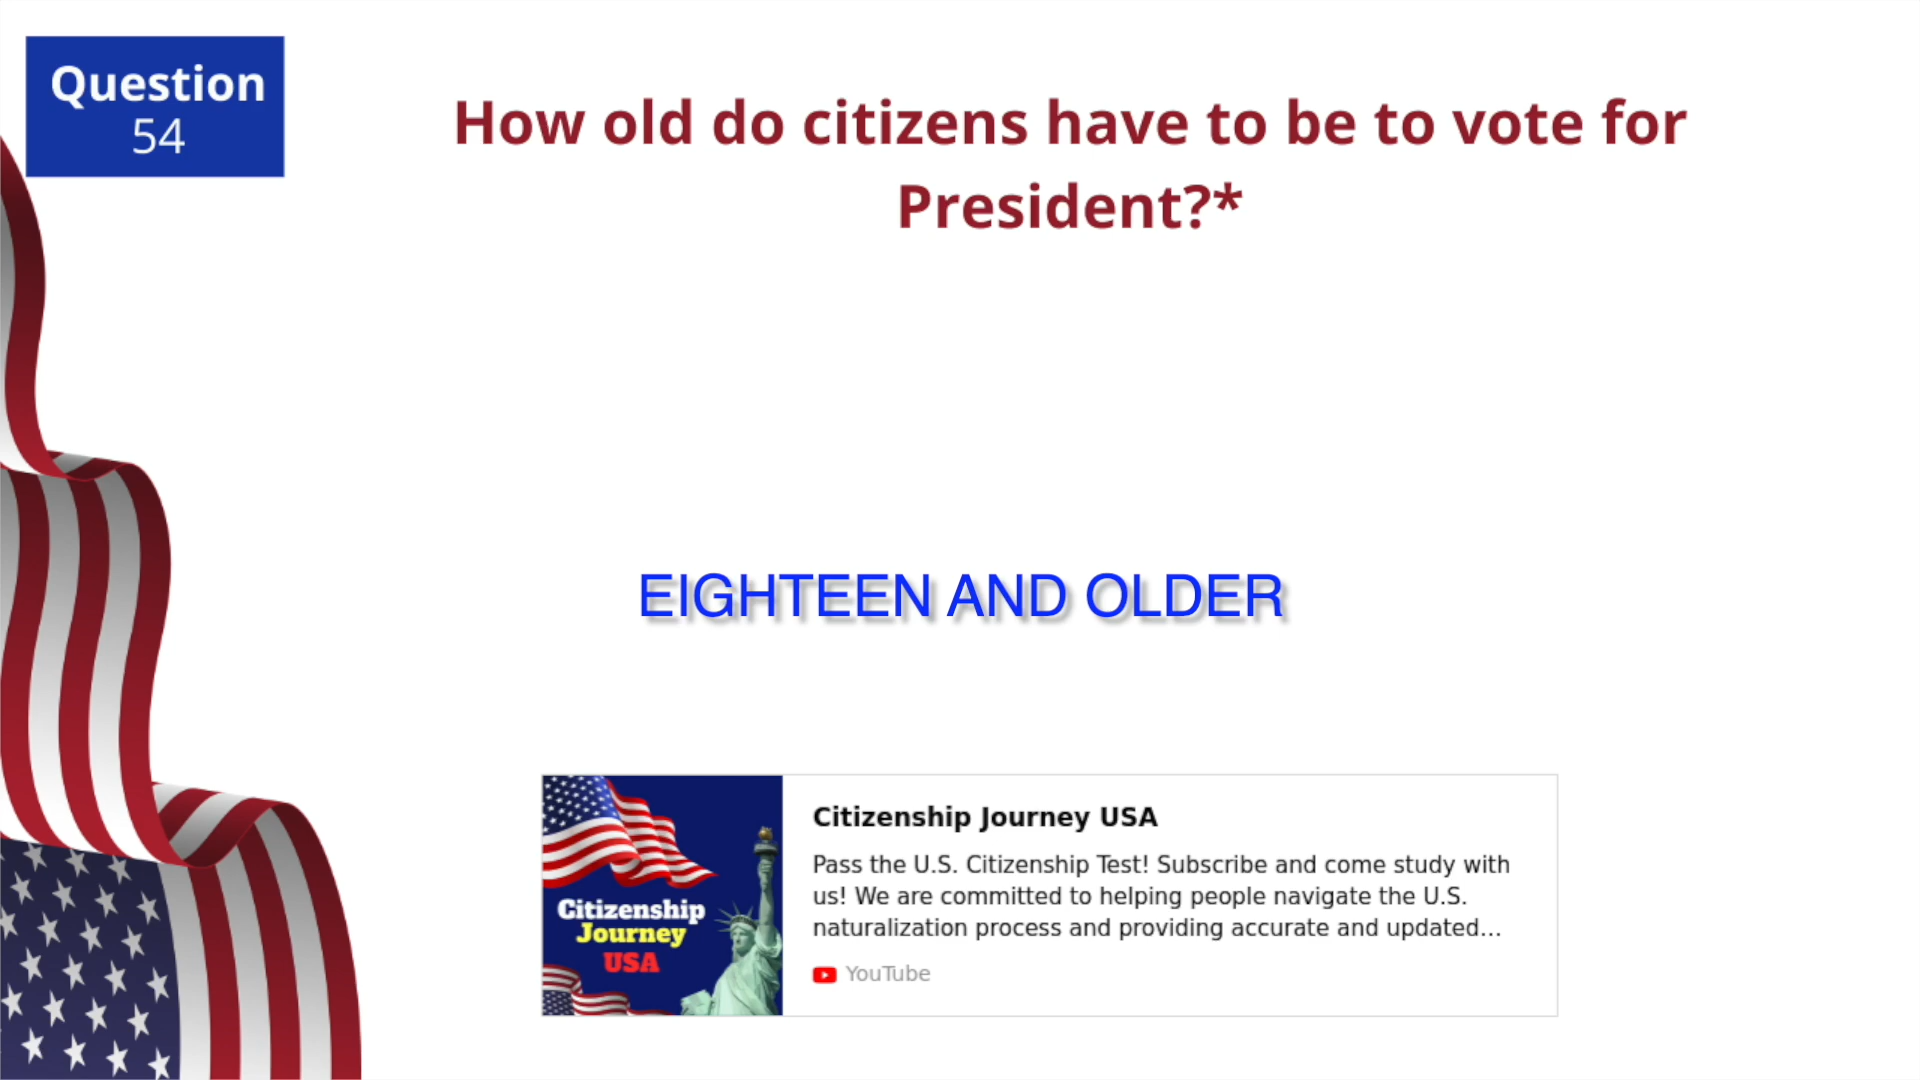 Question
54
How old do citizens have to be to vote for
President?*
EIGHTEEN AND OLDER
Citizenship
Journey
USA
Citizenship Journey USA
Pass the U.S. Citizenship Test! Subscribe and come study with
us! We are committed to helping people navigate the U.S.
naturalization process and providing accurate and updated...
YouTube